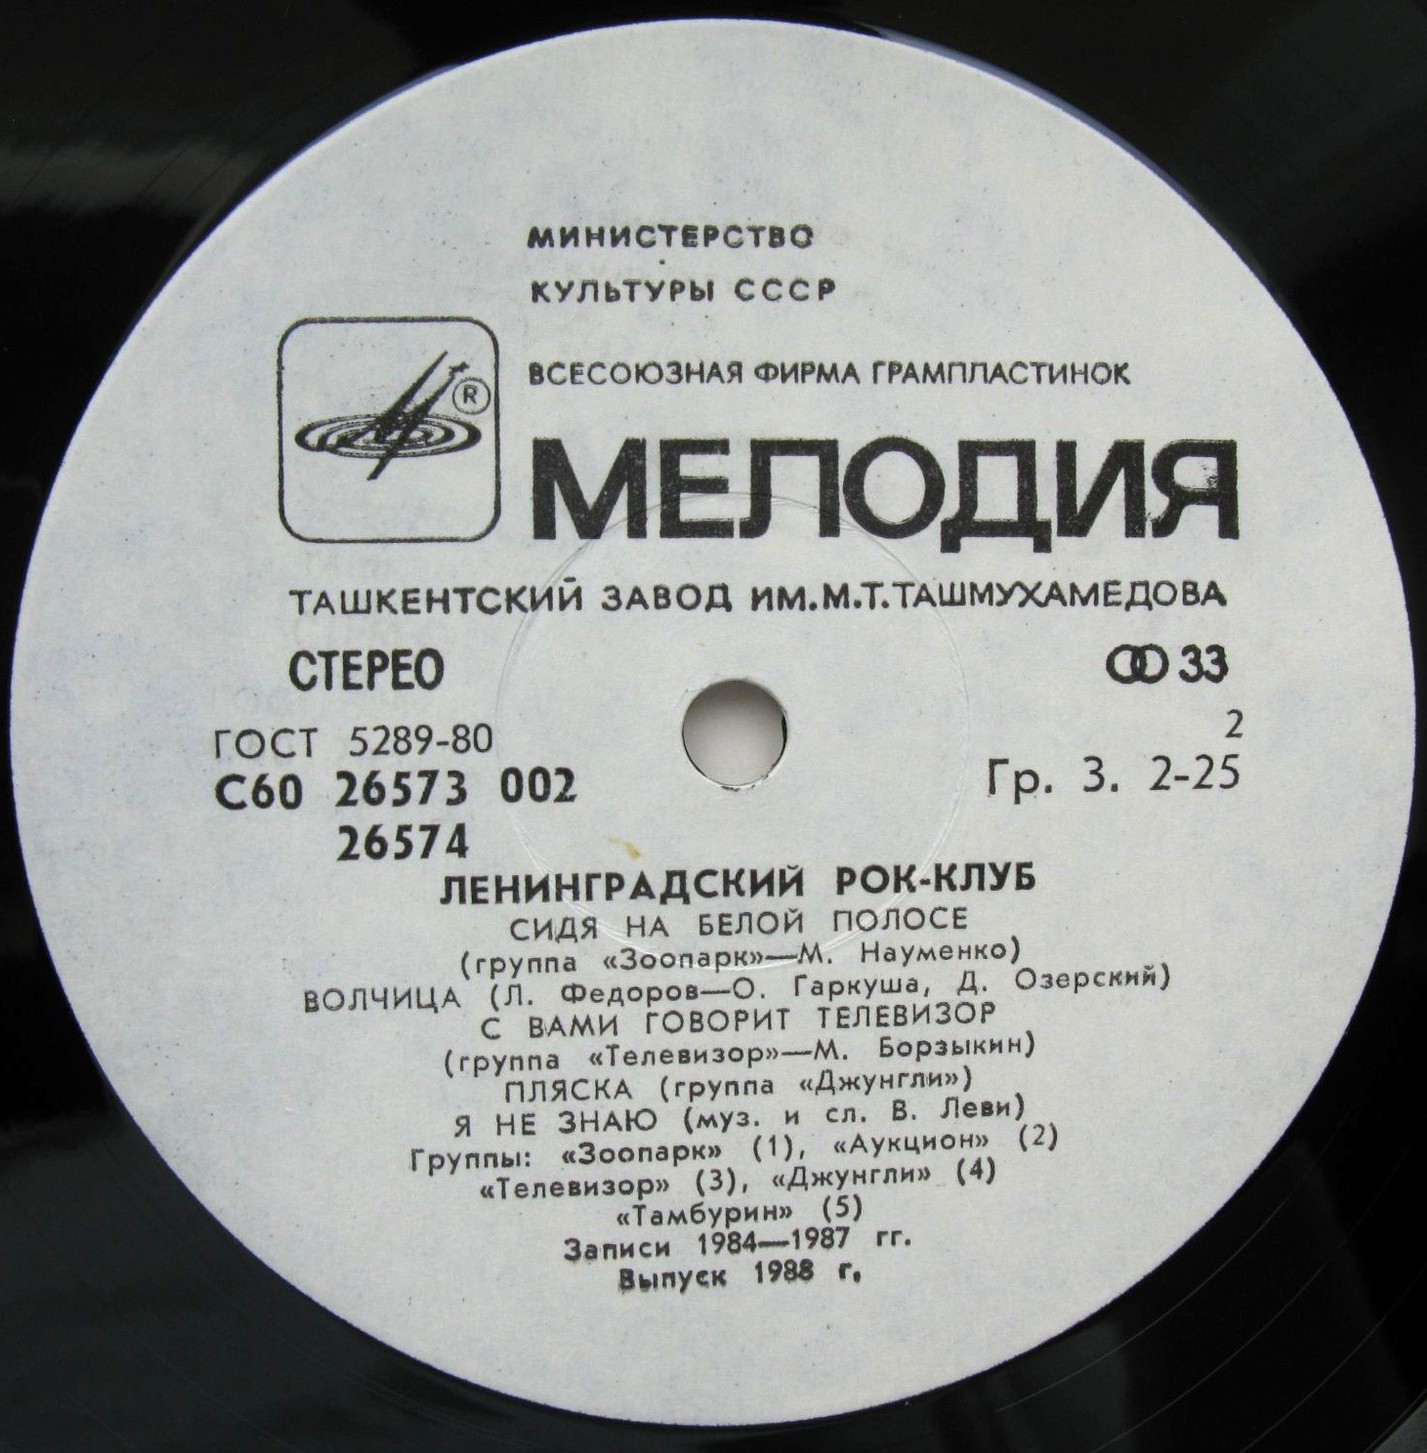 МИНИСТЕРСТВО
КУЛЬТУРЫ СССР
ВСЕСОЮЗНАЯ ФИРМА ГРАМПЛАСТИНОК
®
МЕЛОДИЯ
ТАШКЕНТСКИЙ ЗАВОД ИМ.М.Т.ТАШМУХАМЕДОВА
СТЕРЕО 33
ГОСТ 5289-80 2
С60 26573 002 Гр. 3. 2-25
26574
ЛЕНИНГРАДСКИЙ РОК-КЛУБ
СИДЯ НА БЕЛОЙ ПОЛОСЕ
(группа «Зоопарк»—М. Науменко)
ВОЛЧИЦА (Л. Федоров—О. Гаркуша, Д. Озерский)
С ВАМИ ГОВОРИТ ТЕЛЕВИЗОР
(группа «Телевизор»—М. Борзыкин)
ПЛЯСКА (группа «Джунгли»)
Я НЕ ЗНАЮ (муз. и сл. В. Леви)
Группы: «Зоопарк» (1), «Аукцион» (2)
«Телевизор» (3), «Джунгли» (4)
«Тамбурин» (5)
Записи 1984—1987 гг.
Выпуск 1988 г.